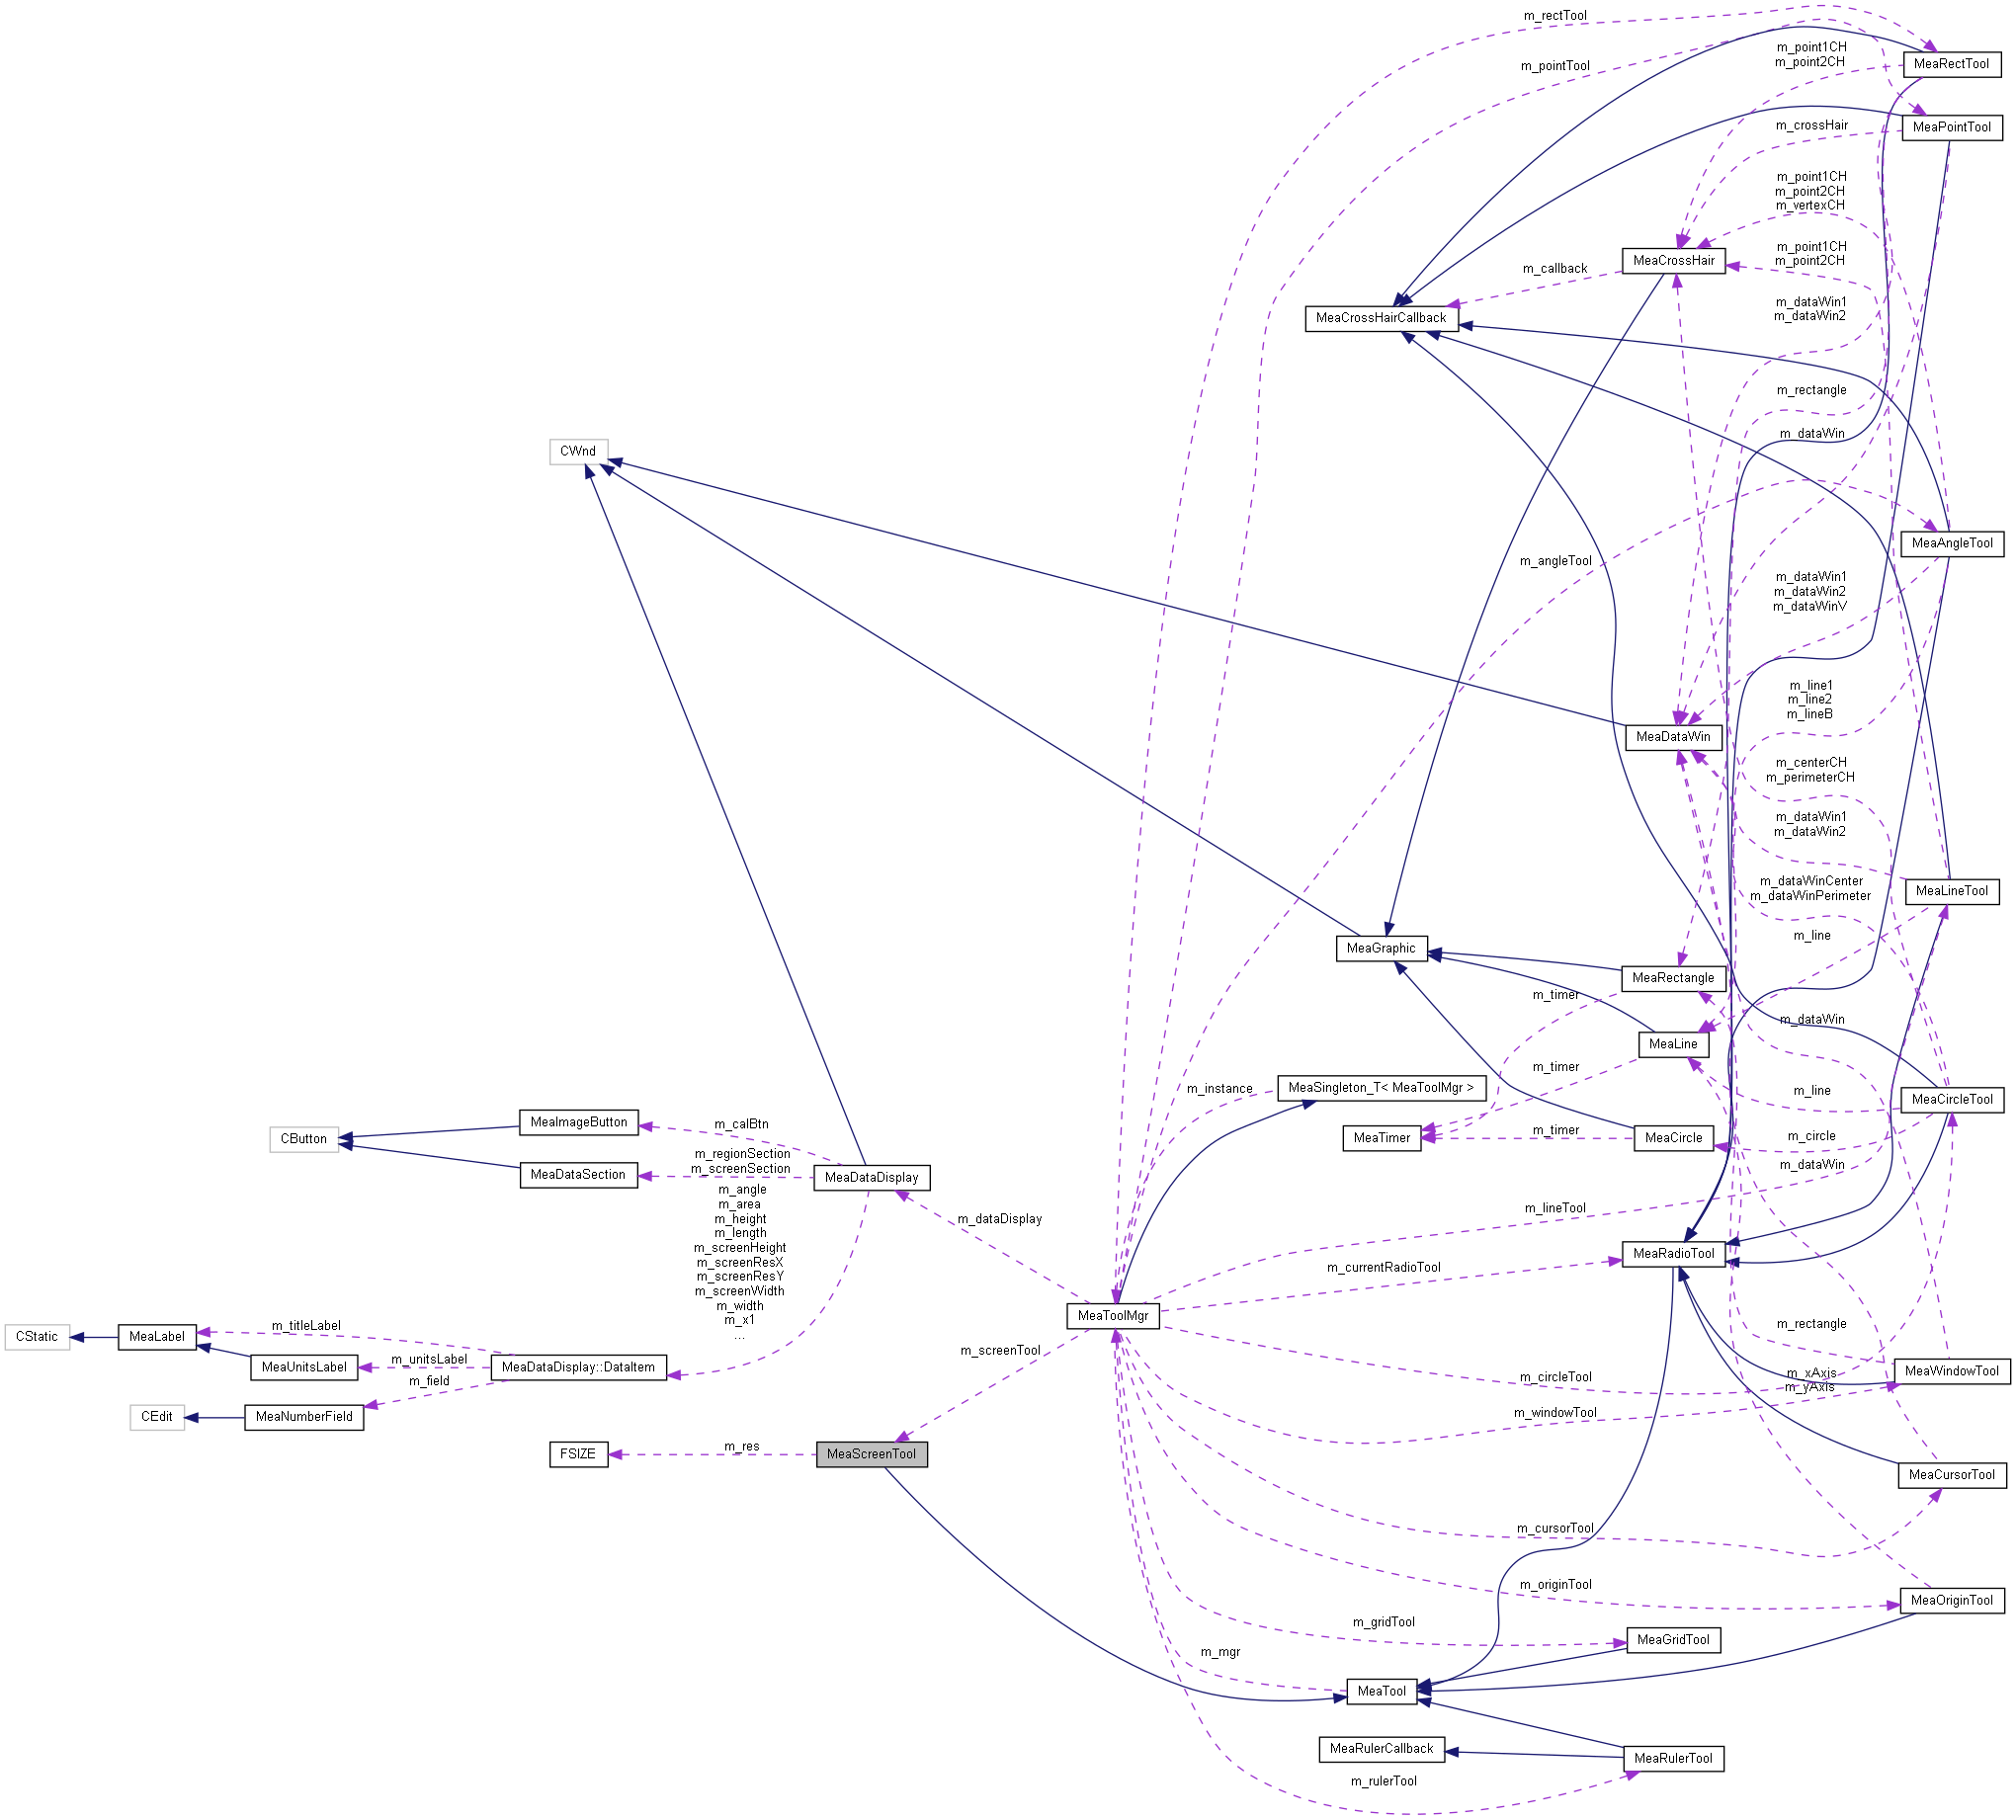 m_rectTool
m_point1CH
m_point2CH
MeaRectTool
m_pointTool
m_crossHair
MeaPointTool
m_point1CH
m_point2CH
m_vertexCH
m_point1CH
m_point2CH
MeaCrossHair
m_callback
MeaCrossHairCallback
m_dataWin1
m_dataWin2
m_rectangle
m_dataWin
CWnd
m_angleTool
MeaAngleTool
m_dataWin1
m_dataWin2
m_dataWinV
m_line1
m_line2
m_lineB
MeaDataWin
m_centerCH
m_perimeterCH
m_dataWin1
m_dataWin2
m_dataWinCenter
m_dataWinPerimeter
MeaLineTool
m_line
MeaGraphic
MeaRectangle
m_timer
m_dataWin
MeaLine
m_timer
m_instance
MeaSingleton_T< MeaToolMgr >
m_line
MeaCircleTool
m_calBtn
MeaImageButton
CButton
MeaTimer
m_timer
MeaCircle
m_circle
m_regionSection
m_screenSection
MeaDataSection
MeaDataDisplay
m_dataWin
m_angle
m_area
m_height
m_length
m_screenHeight
m_screenResX
m_screenResY
m_screenWidth
m_width
m_x1
...
m_dataDisplay
m_lineTool
MeaRadioTool
m_currentRadioTool
MeaToolMgr
m_rectangle
m_titleLabel
CStatic
MeaLabel
m_screenTool
m_unitsLabel
MeaUnitsLabel
MeaDataDisplay::DataItem
m_field
m_circleTool
m_xAxis
m_yAxis
MeaWindowTool
m_windowTool
CEdit
MeaNumberField
m_res
FSIZE
MeaScreenTool
MeaCursorTool
m_cursorTool
m_originTool
MeaOriginTool
m_gridTool
MeaGridTool
m_mgr
MeaTool
MeaRulerCallback
MeaRulerTool
m_rulerTool